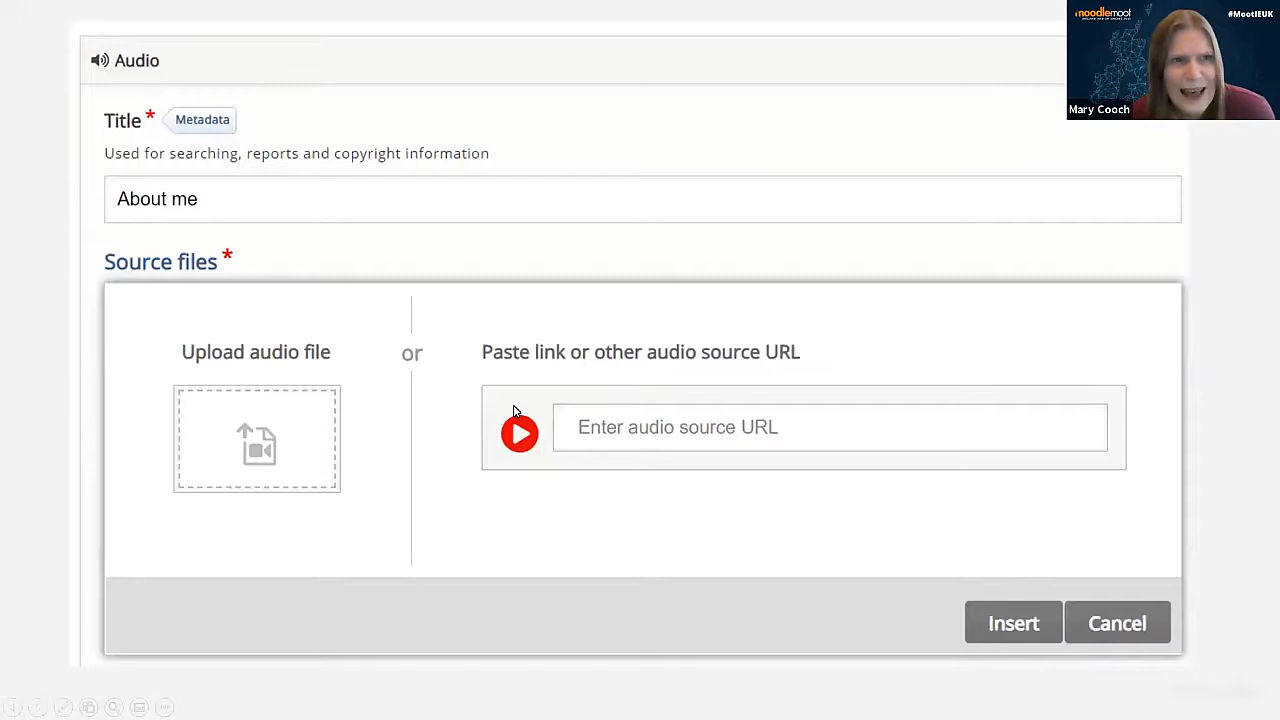 moodlemoot
#MootIEUK
Mary Cooch
Audio
Title *
Metadata
Used for searching, reports and copyright information
About me
Source files *
Upload audio file
or
Paste link or other audio source URL
Enter audio source URL
Insert
Cancel